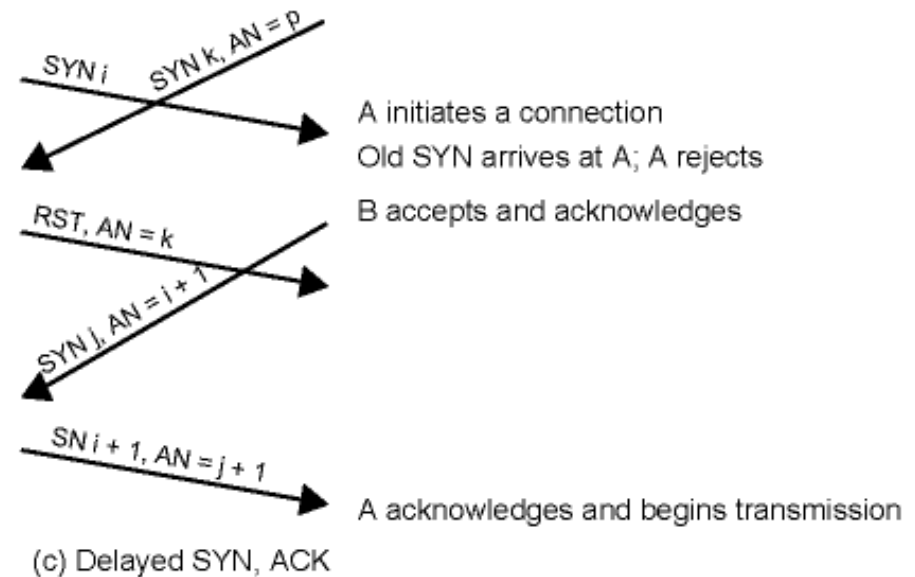 SYN i
SYN k, AN = p
A initiates a connection
Old SYN arrives at A; A rejects
RST, AN = k
B accepts and acknowledges
SYN j, AN = i + 1
SN i + 1, AN = j + 1
A acknowledges and begins transmission
(c) Delayed SYN, ACK